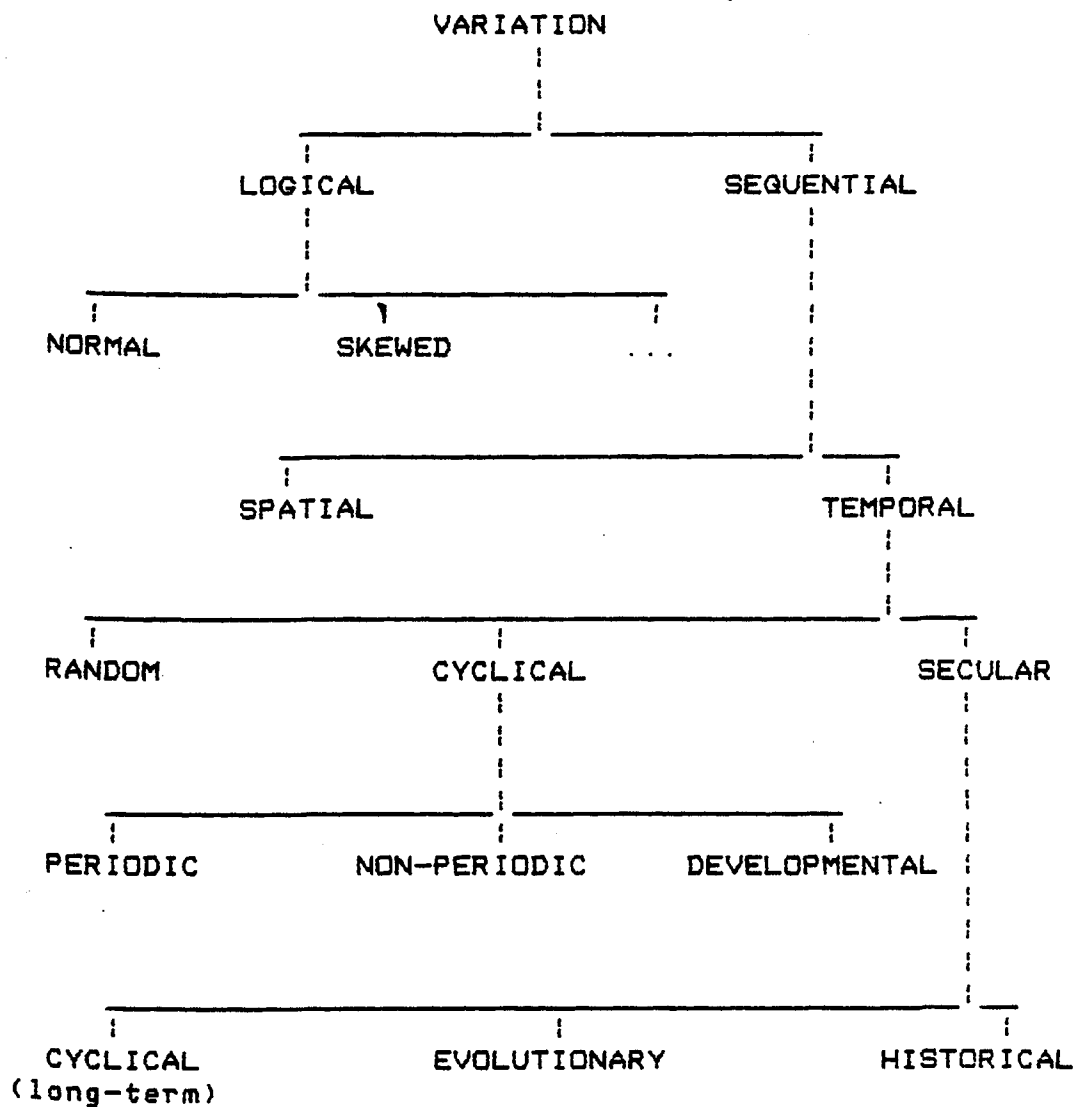 VARIATION
LOGICAL SEQUENTIAL
NORMAL SKEWED ...
SPATIAL TEMPORAL
RANDOM CYCLICAL SECULAR
PERIODIC NON-PERIODIC DEVELOPMENTAL
CYCLICAL EVOLUTIONARY HISTORICAL
(long-term)